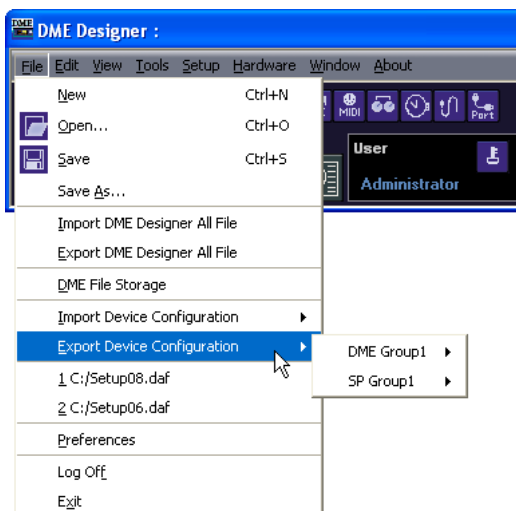 DME DME Designer :
File Edit View Tools Setup Hardware Window About
New Ctrl+N
MIDI Port
Open... Ctrl+O
User
Save Ctrl+S
Administrator
Save As...
Import DME Designer All File
Export DME Designer All File
DME File Storage
Import Device Configuration
Export Device Configuration
DME Group1
1 C:/Setup08.daf
SP Group1
2 C:/Setup06.daf
Preferences
Log Off
Exit